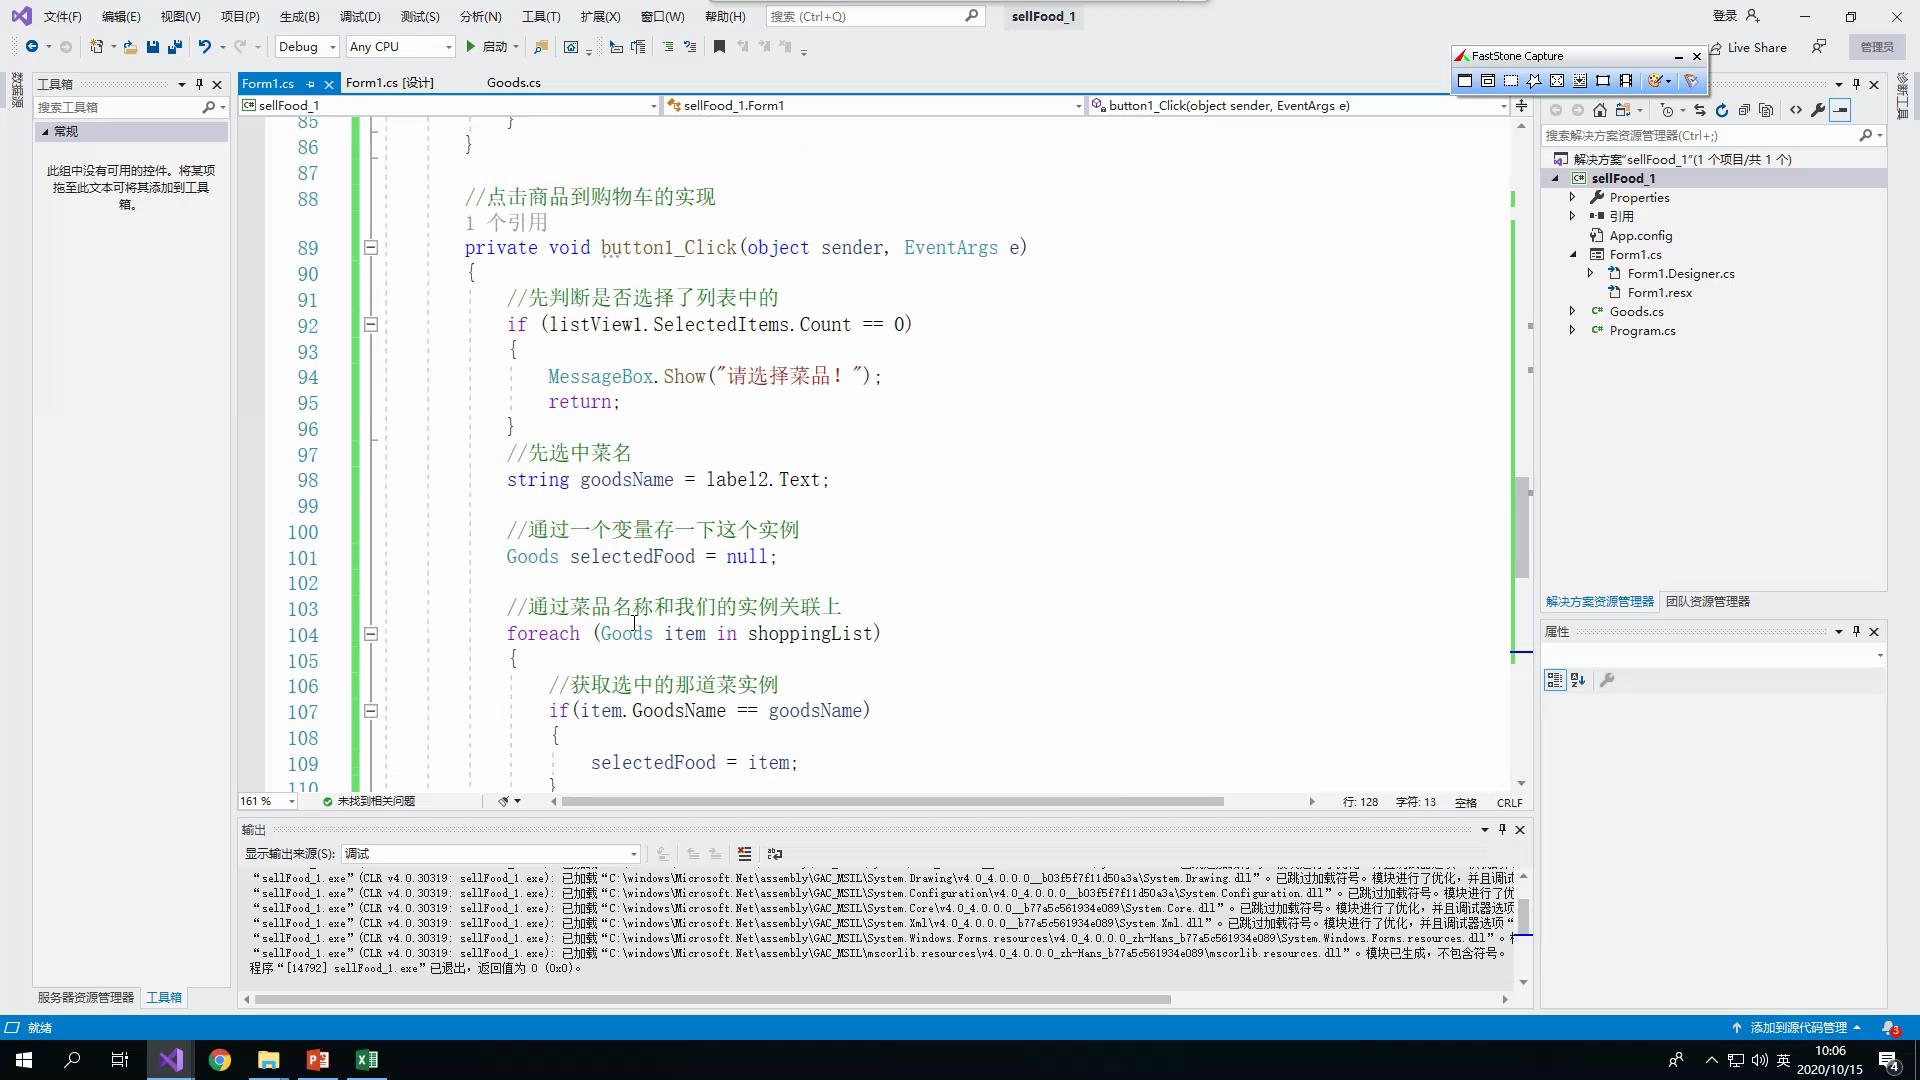 文件(F) 编辑(E) 视图(V) 项目(P) 生成(B) 调试(D) 测试(S) 分析(N) 工具(T) 扩展(X) 窗口(W) 帮助(H) 搜索 (Ctrl+Q) sellFood_1 登录
Debug Any CPU 启动 Live Share 管理员
FastStone Capture
工具箱
搜索工具箱
常规
此组中没有可用的控件。将某项
拖至此文本可将其添加到工具
箱。
服务器资源管理器 工具箱
Form1.cs Form1.cs [设计] Goods.cs
sellFood_1 sellFood_1.Form1 button1_Click(object sender, EventArgs e)
85 }
86 }
87
88 //点击商品到购物车的实现
1 个引用
89 private void button1_Click(object sender, EventArgs e)
90 {
91 //先判断是否选择了列表中的
92 if (listView1.SelectedItems.Count == 0)
93 {
94 MessageBox.Show("请选择菜品！");
95 return;
96 }
97 //先选中菜名
98 string goodsName = label2.Text;
99
100 //通过一个变量存一下这个实例
101 Goods selectedFood = null;
102
103 //通过菜品名称和我们的实例关联上
104 foreach (Goods item in shoppingList)
105 {
106 //获取选中的那道菜实例
107 if(item.GoodsName == goodsName)
108 {
109 selectedFood = item;
110 }
161 % 未找到相关问题 行: 128 字符: 13 空格 CRLF
输出
显示输出来源(S): 调试
“sellFood_1.exe”(CLR v4.0.30319: sellFood_1.exe): 已加载“C:\windows\Microsoft.Net\assembly\GAC_MSIL\System.Drawing\v4.0_4.0.0.0__b03f5f7f11d50a3a\System.Drawing.dll”。已跳过加载符号。模块进行了优化，并且调试
“sellFood_1.exe”(CLR v4.0.30319: sellFood_1.exe): 已加载“C:\windows\Microsoft.Net\assembly\GAC_MSIL\System.Configuration\v4.0_4.0.0.0__b03f5f7f11d50a3a\System.Configuration.dll”。已跳过加载符号。模块进行了优
“sellFood_1.exe”(CLR v4.0.30319: sellFood_1.exe): 已加载“C:\windows\Microsoft.Net\assembly\GAC_MSIL\System.Core\v4.0_4.0.0.0__b77a5c561934e089\System.Core.dll”。已跳过加载符号。模块进行了优化，并且调试器选项
“sellFood_1.exe”(CLR v4.0.30319: sellFood_1.exe): 已加载“C:\windows\Microsoft.Net\assembly\GAC_MSIL\System.Xml\v4.0_4.0.0.0__b77a5c561934e089\System.Xml.dll”。已跳过加载符号。模块进行了优化，并且调试器选项“
“sellFood_1.exe”(CLR v4.0.30319: sellFood_1.exe): 已加载“C:\windows\Microsoft.Net\assembly\GAC_MSIL\System.Windows.Forms.resources\v4.0_4.0.0.0_zh-Hans_b77a5c561934e089\System.Windows.Forms.resources.dll”。
“sellFood_1.exe”(CLR v4.0.30319: sellFood_1.exe): 已加载“C:\windows\Microsoft.Net\assembly\GAC_MSIL\mscorlib.resources\v4.0_4.0.0.0_zh-Hans_b77a5c561934e089\mscorlib.resources.dll”。模块已生成，不包含符号。
程序“[14792] sellFood_1.exe”已退出，返回值为 0 (0x0)。
搜索解决方案资源管理器(Ctrl+;)
解决方案"sellFood_1"(1 个项目/共 1 个)
sellFood_1
Properties
引用
App.config
Form1.cs
Form1.Designer.cs
Form1.resx
Goods.cs
Program.cs
解决方案资源管理器 团队资源管理器
属性
诊断工具
就绪 添加到源代码管理 3
英 10:06
2020/10/15 4